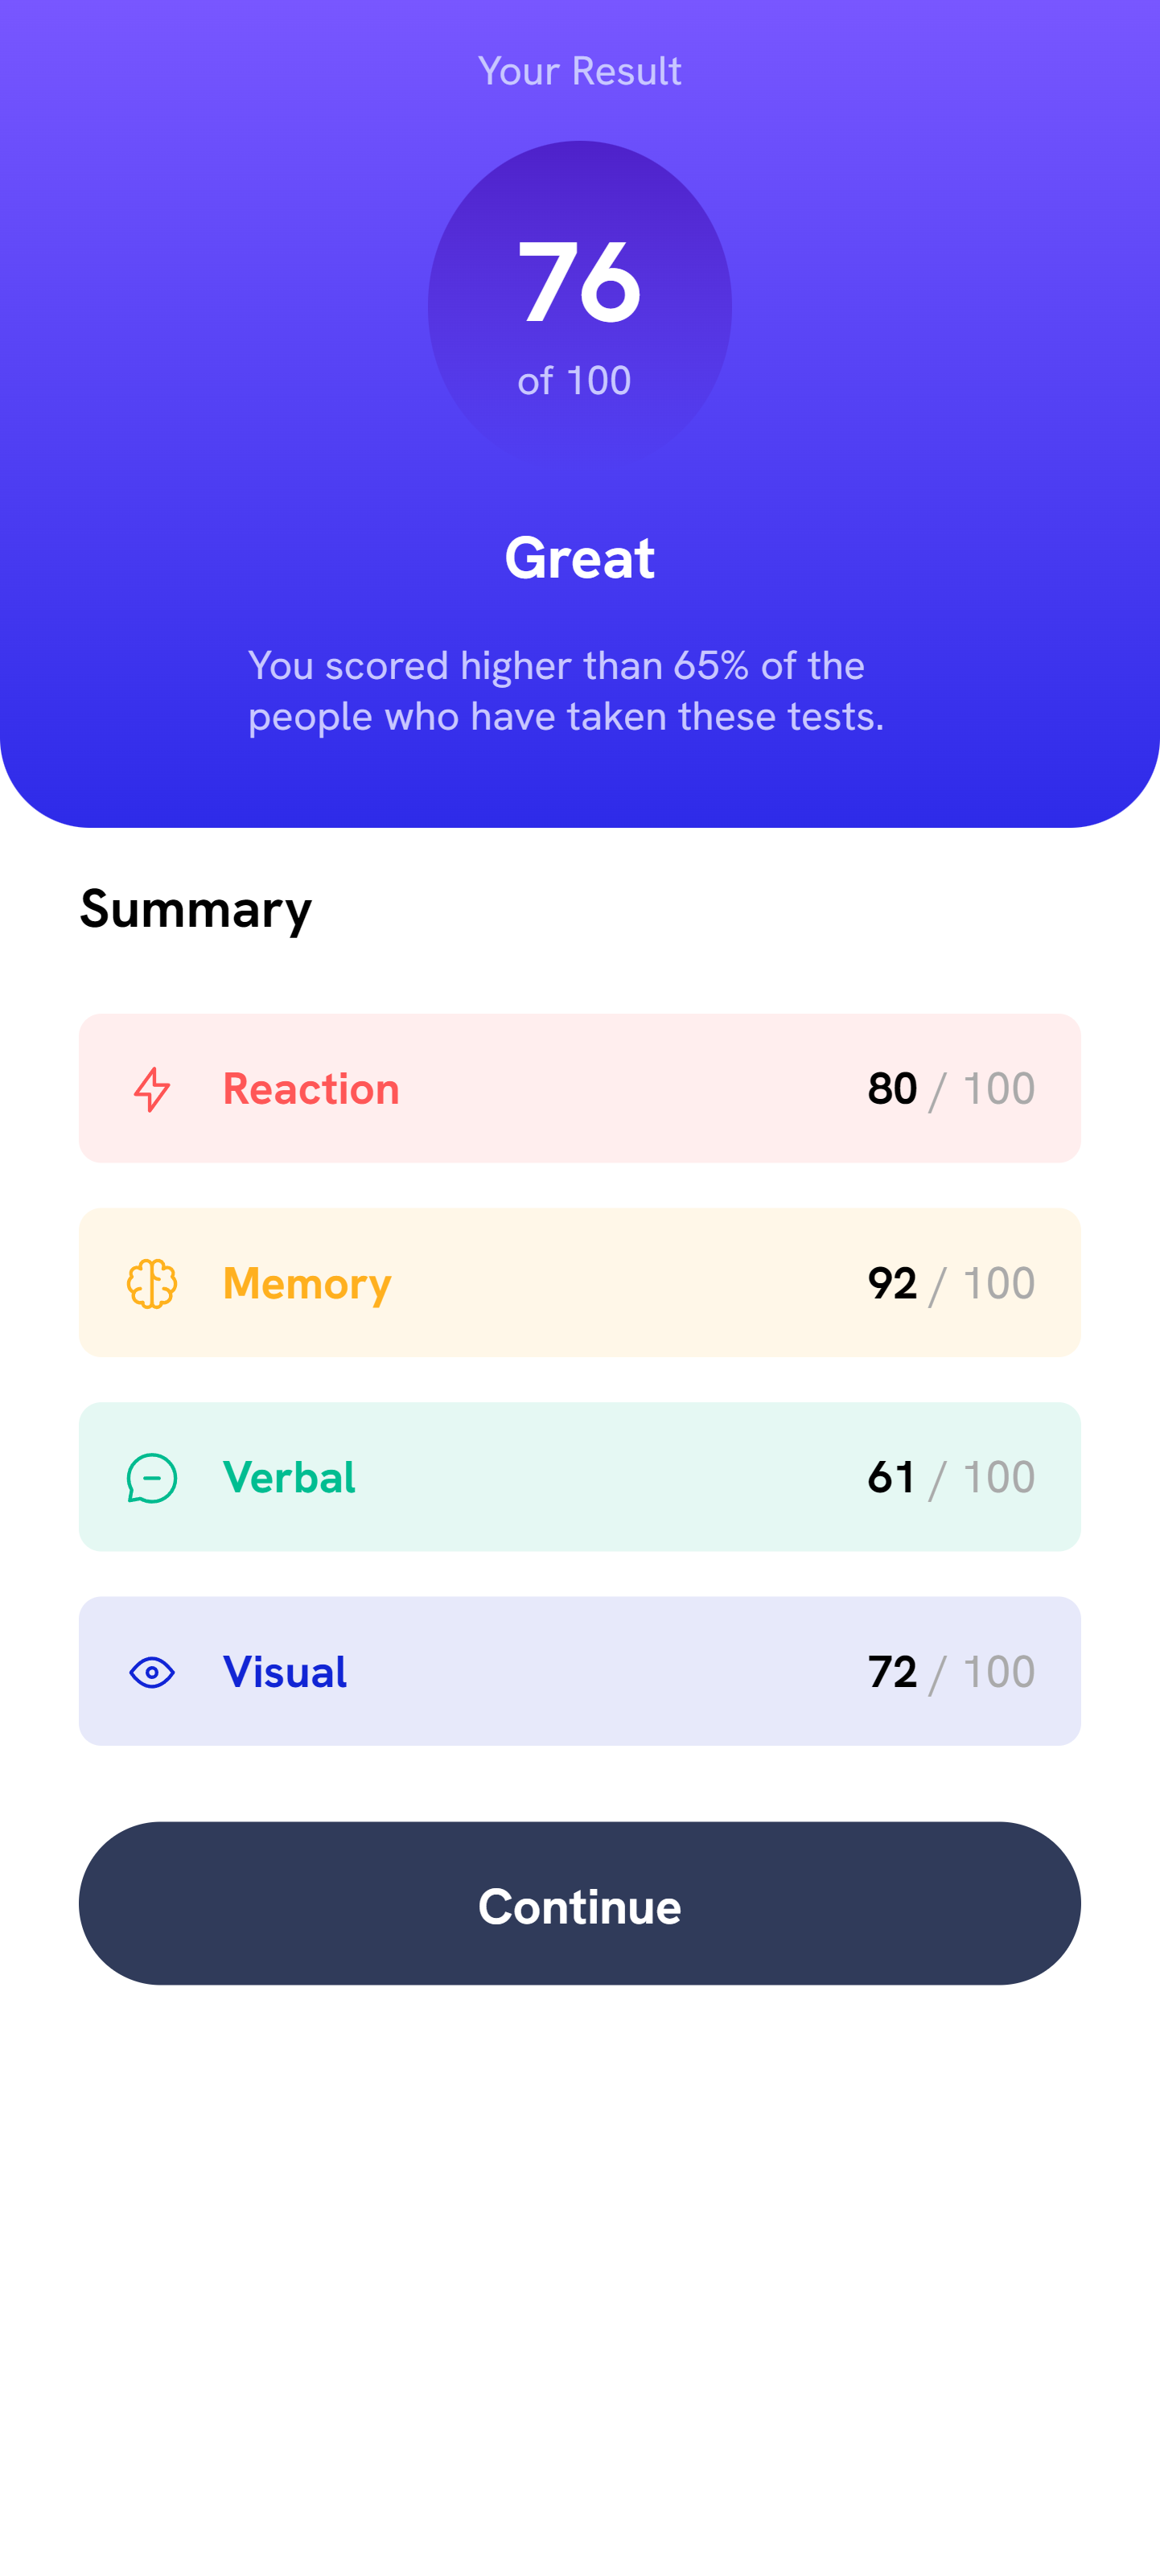 Your Result
76
of 100
Great
You scored higher than 65% of the
people who have taken these tests.
Summary
Reaction 80 / 100
Memory 92 / 100
Verbal 61 / 100
Visual 72 / 100
Continue